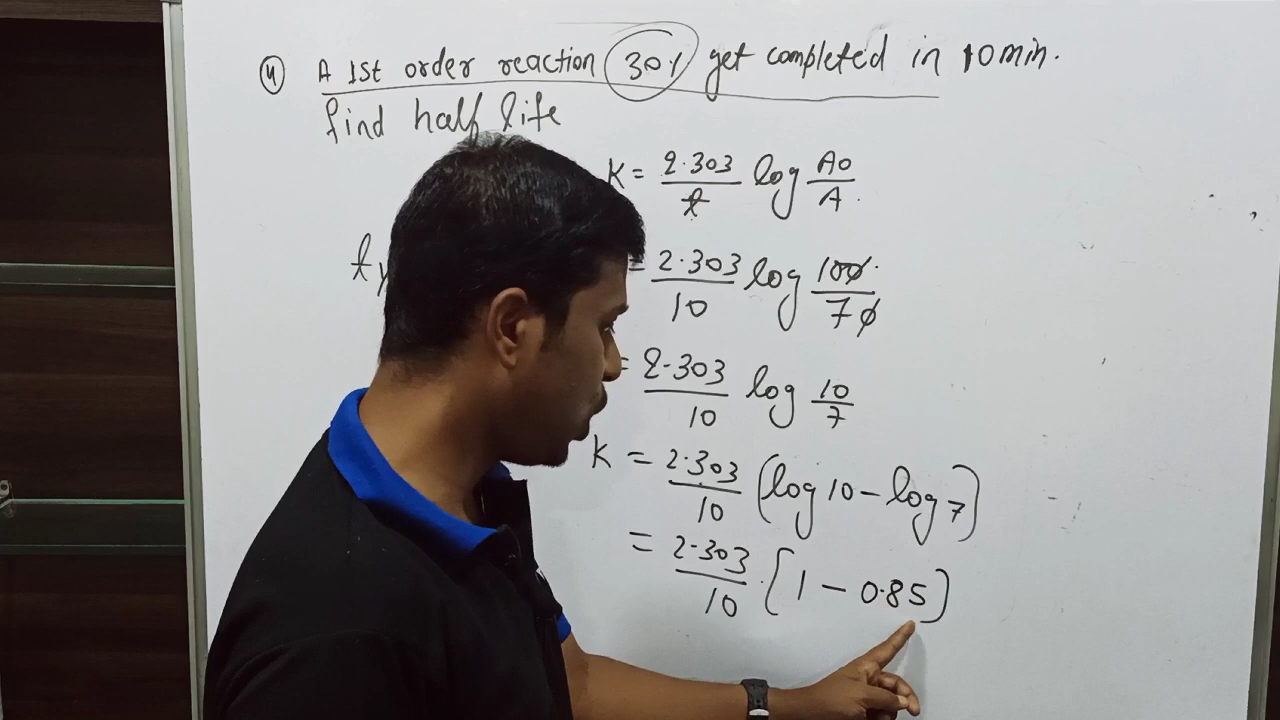 (4) A 1st order reaction 30% get completed in 10 min.
find half life
K = 2.303/t log A0/A.
= 2.303/10 log 100/70
= 2.303/10 log 10/7
K = 2.303/10 (log 10 - log 7)
= 2.303/10 . [1 - 0.85]